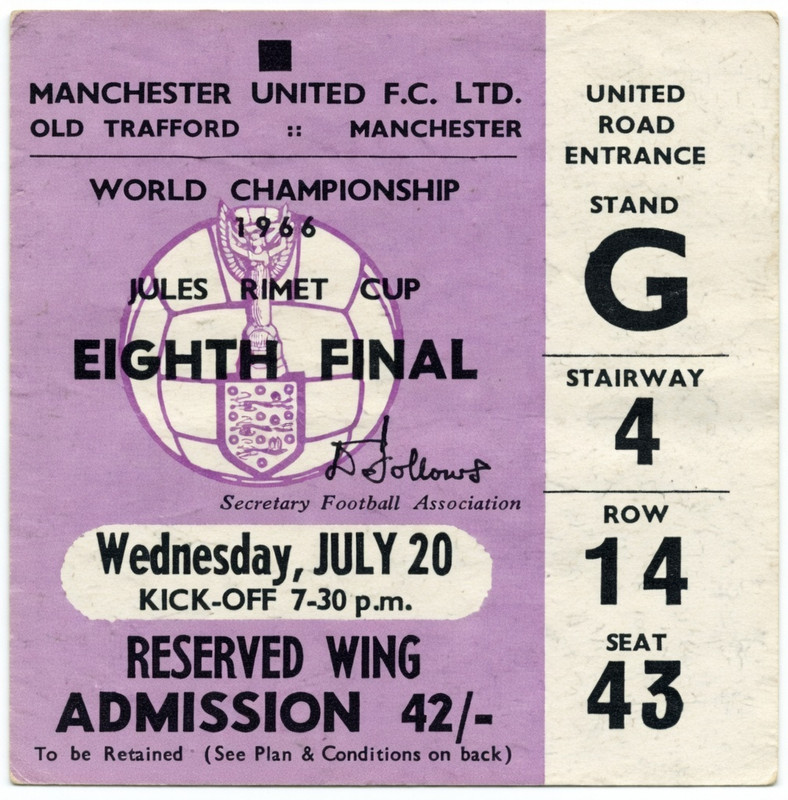 MANCHESTER UNITED F.C. LTD.
OLD TRAFFORD :: MANCHESTER
WORLD CHAMPIONSHIP
1966
JULES RIMET CUP
EIGHTH FINAL
D Follows
Secretary Football Association
Wednesday, JULY 20
KICK-OFF 7-30 p.m.
RESERVED WING
ADMISSION 42/-
To be Retained (See Plan & Conditions on back)
UNITED
ROAD
ENTRANCE
STAND
G
STAIRWAY
4
ROW
14
SEAT
43